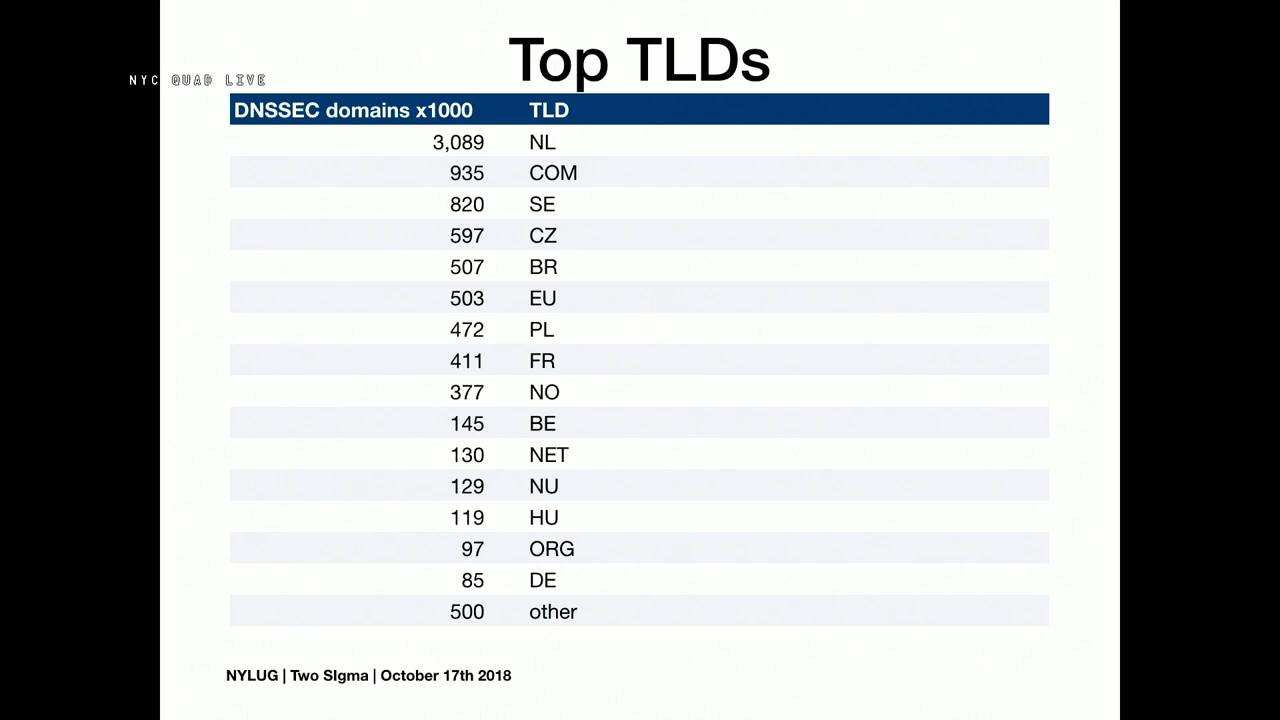 Top TLDs
NYC QUAD LIVE
DNSSEC domains x1000 TLD
3,089 NL
935 COM
820 SE
597 CZ
507 BR
503 EU
472 PL
411 FR
377 NO
145 BE
130 NET
129 NU
119 HU
97 ORG
85 DE
500 other
NYLUG | Two SIgma | October 17th 2018